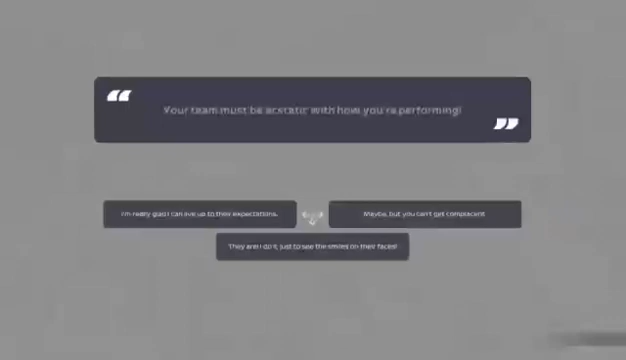 Your team must be ecstatic with how you're performing!
I'm really glad I can live up to their expectations.
Maybe, but you can't get complacent
They are! I do it just to see the smiles on their faces!